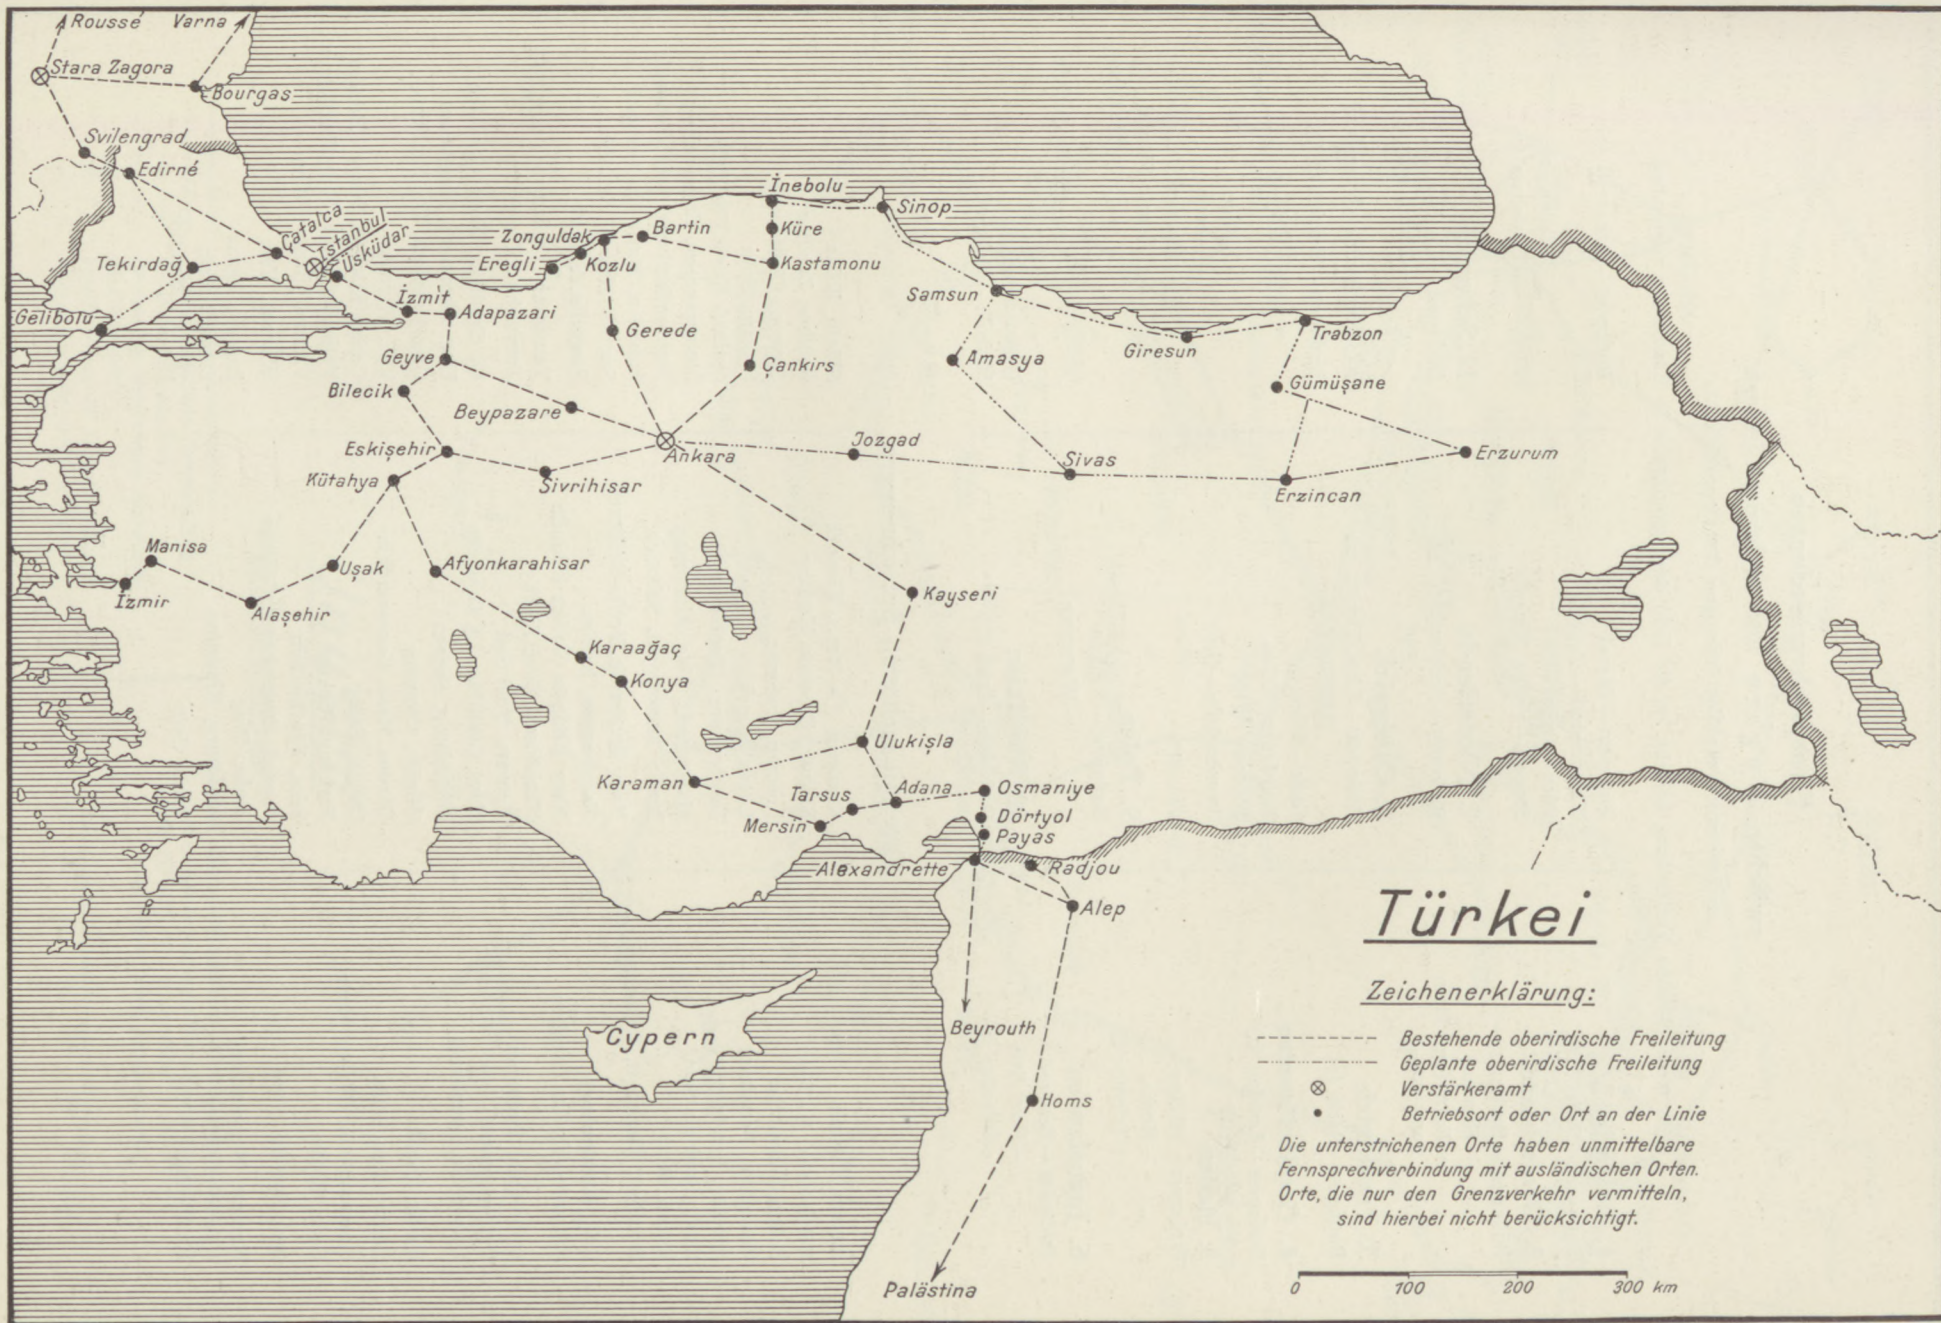 Roussé
Varna
Stara Zagora
Bourgas
Svilengrad
Edirné
Çatalca
İstanbul
Üsküdar
Tekirdağ
Gelibolu
İzmit
Adapazari
Geyve
Bilecik
Eskişehir
Kütahya
Manisa
İzmir
Alaşehir
Uşak
Afyonkarahisar
Zonguldak
Eregli
Kozlu
Bartin
İnebolu
Küre
Kastamonu
Sinop
Samsun
Gerede
Çankirs
Beypazare
Sivrihisar
Ankara
Jozgad
Amasya
Sivas
Giresun
Trabzon
Gümüşane
Erzurum
Erzincan
Kayseri
Karaağaç
Konya
Ulukişla
Karaman
Tarsus
Adana
Osmaniye
Mersin
Dörtyol
Payas
Alexandrette
Radjou
Alep
Beyrouth
Homs
Palästina
Cypern
Türkei
Zeichenerklärung:
Bestehende oberirdische Freileitung
Geplante oberirdische Freileitung
Verstärkeramt
Betriebsort oder Ort an der Linie
Die unterstrichenen Orte haben unmittelbare
Fernsprechverbindung mit ausländischen Orten.
Orte, die nur den Grenzverkehr vermitteln,
sind hierbei nicht berücksichtigt.
0 100 200 300 km